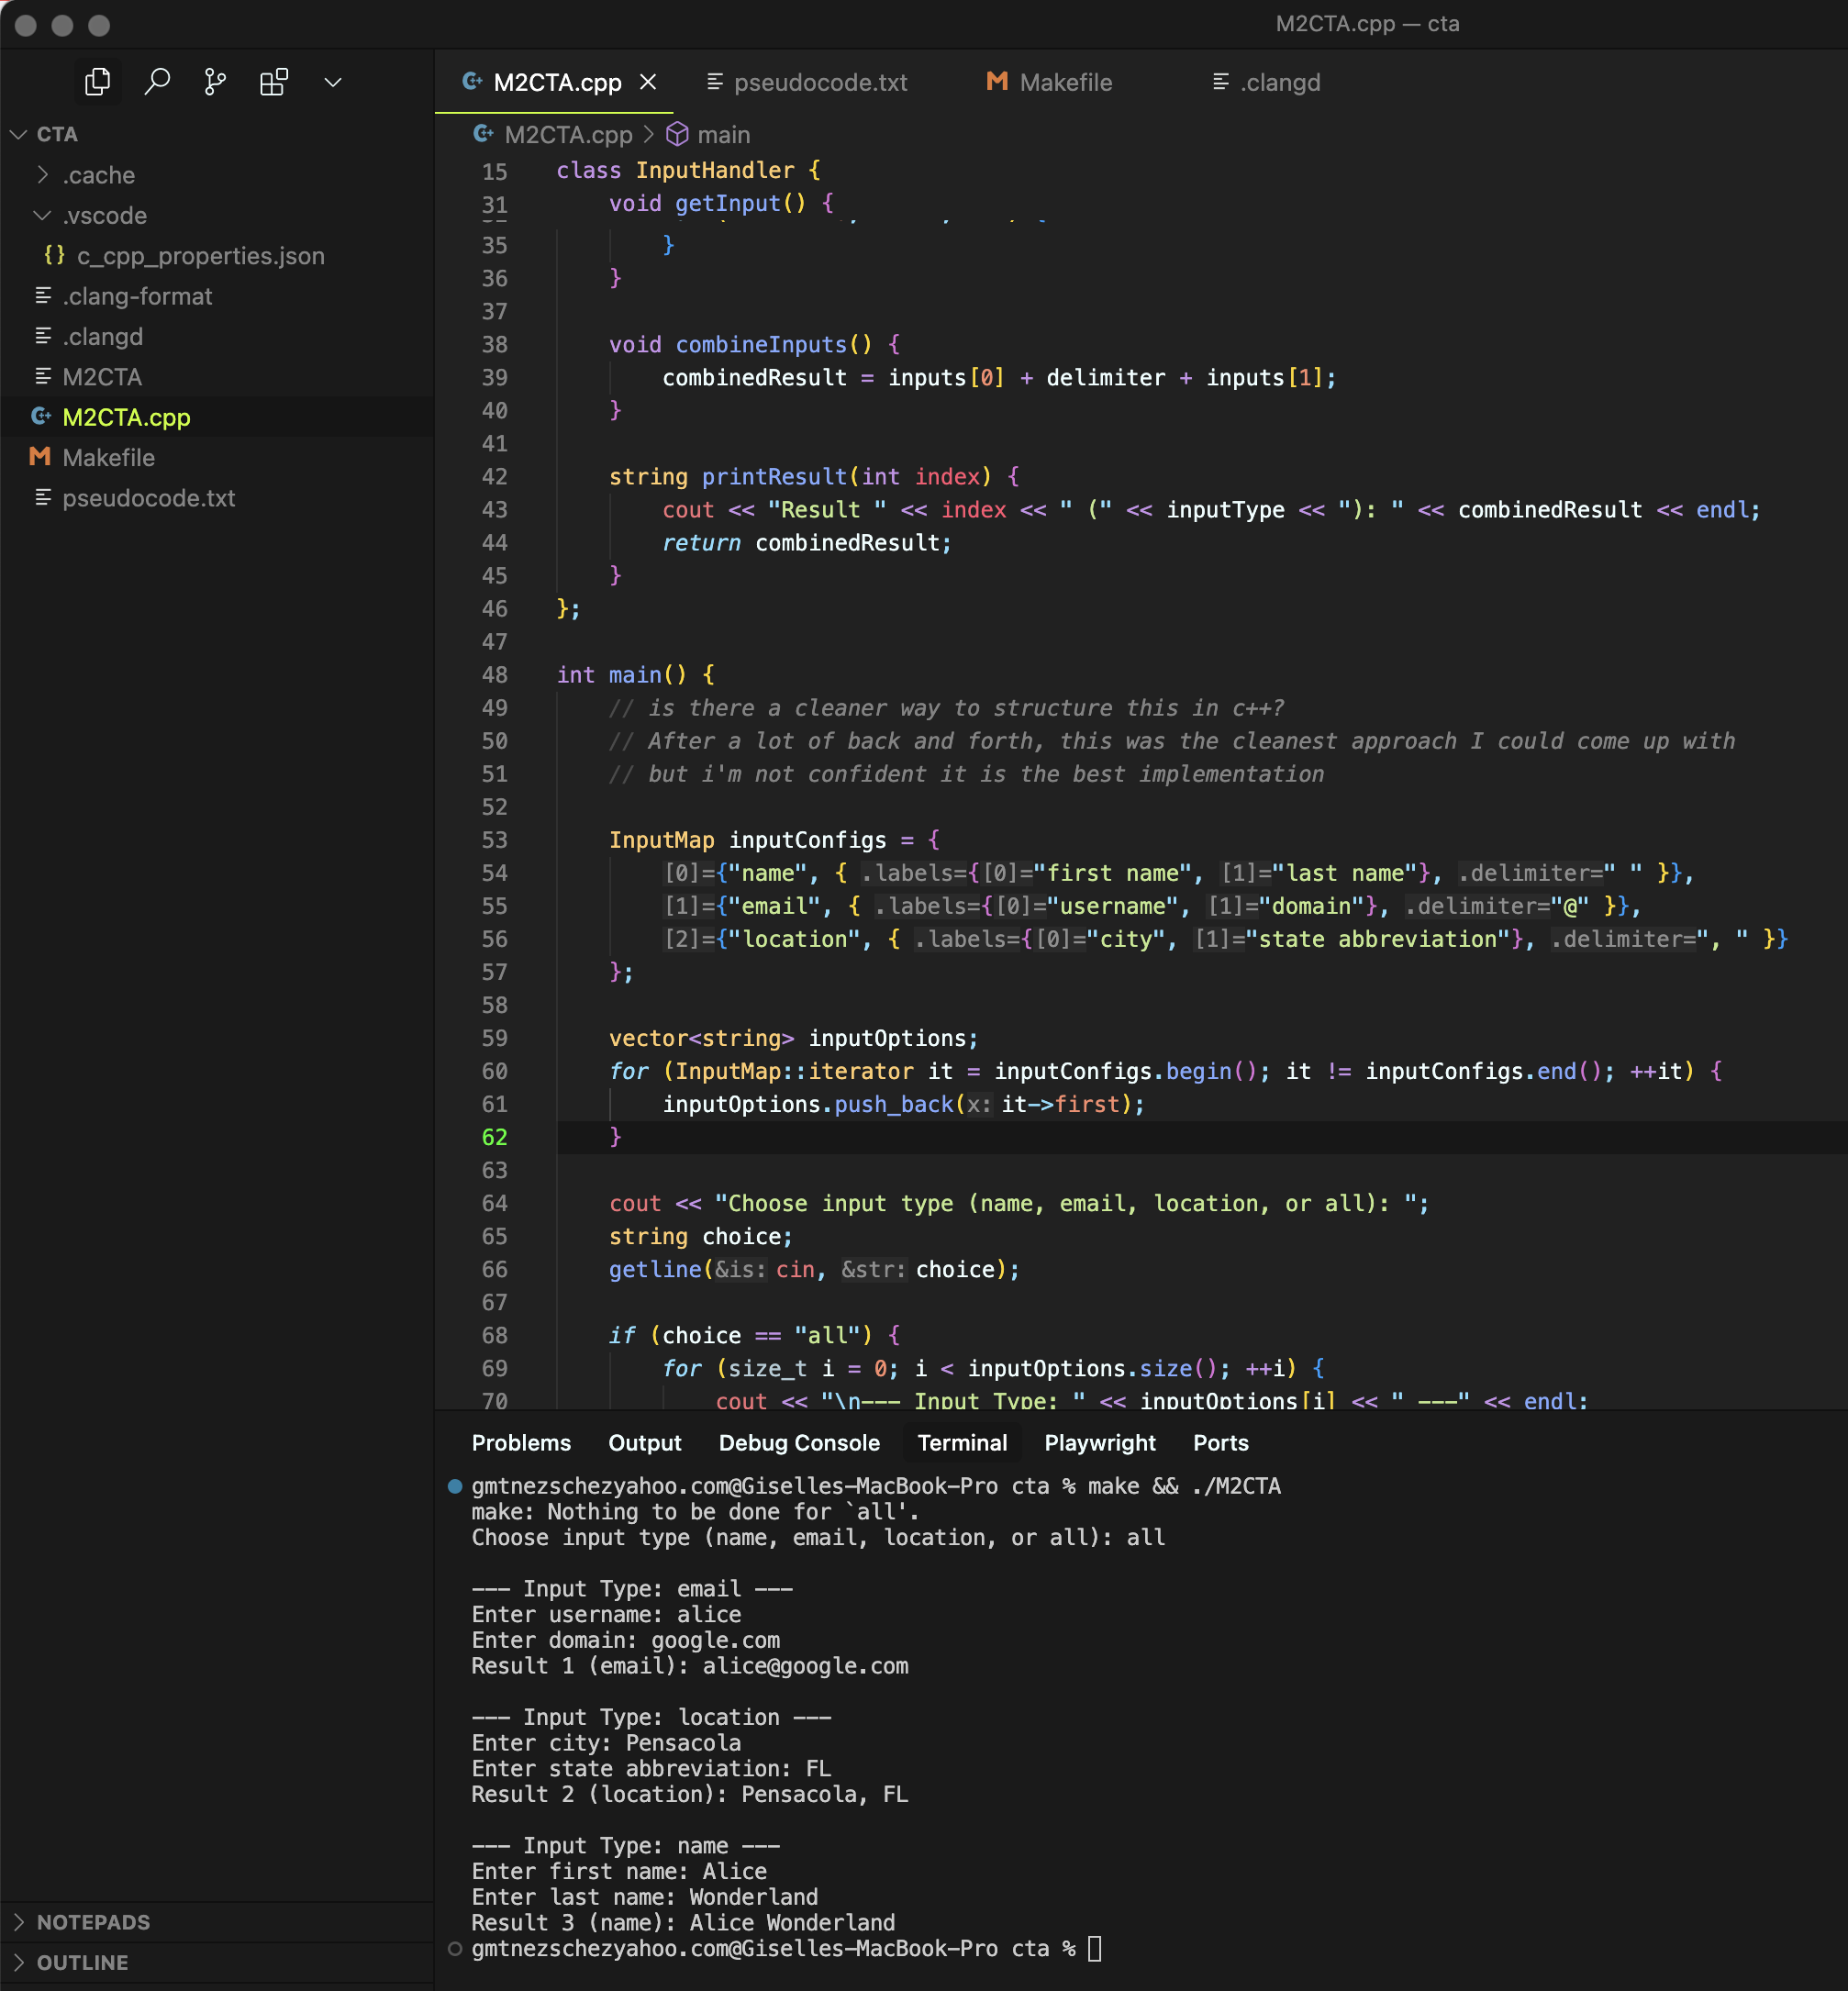 M2CTA.cpp — cta
M2CTA.cpp
pseudocode.txt
Makefile
.clangd
CTA
.cache
.vscode
{} c_cpp_properties.json
.clang-format
.clangd
M2CTA
M2CTA.cpp
Makefile
pseudocode.txt
NOTEPADS
OUTLINE
M2CTA.cpp > main
15 class InputHandler {
31 void getInput() {
35 }
36 }
37
38 void combineInputs() {
39 combinedResult = inputs[0] + delimiter + inputs[1];
40 }
41
42 string printResult(int index) {
43 cout << "Result " << index << " (" << inputType << "): " << combinedResult << endl;
44 return combinedResult;
45 }
46 };
47
48 int main() {
49 // is there a cleaner way to structure this in c++?
50 // After a lot of back and forth, this was the cleanest approach I could come up with
51 // but i'm not confident it is the best implementation
52
53 InputMap inputConfigs = {
54 [0]={"name", { .labels={[0]="first name", [1]="last name"}, .delimiter=" " }},
55 [1]={"email", { .labels={[0]="username", [1]="domain"}, .delimiter="@" }},
56 [2]={"location", { .labels={[0]="city", [1]="state abbreviation"}, .delimiter=", " }}
57 };
58
59 vector<string> inputOptions;
60 for (InputMap::iterator it = inputConfigs.begin(); it != inputConfigs.end(); ++it) {
61 inputOptions.push_back(x: it->first);
62 }
63
64 cout << "Choose input type (name, email, location, or all): ";
65 string choice;
66 getline(&is: cin, &str: choice);
67
68 if (choice == "all") {
69 for (size_t i = 0; i < inputOptions.size(); ++i) {
70 cout << "\n--- Input Type: " << inputOptions[i] << " ---" << endl;
Problems Output Debug Console Terminal Playwright Ports
gmtnezschezyahoo.com@Giselles-MacBook-Pro cta % make && ./M2CTA
make: Nothing to be done for `all'.
Choose input type (name, email, location, or all): all
--- Input Type: email ---
Enter username: alice
Enter domain: google.com
Result 1 (email): alice@google.com
--- Input Type: location ---
Enter city: Pensacola
Enter state abbreviation: FL
Result 2 (location): Pensacola, FL
--- Input Type: name ---
Enter first name: Alice
Enter last name: Wonderland
Result 3 (name): Alice Wonderland
gmtnezschezyahoo.com@Giselles-MacBook-Pro cta %